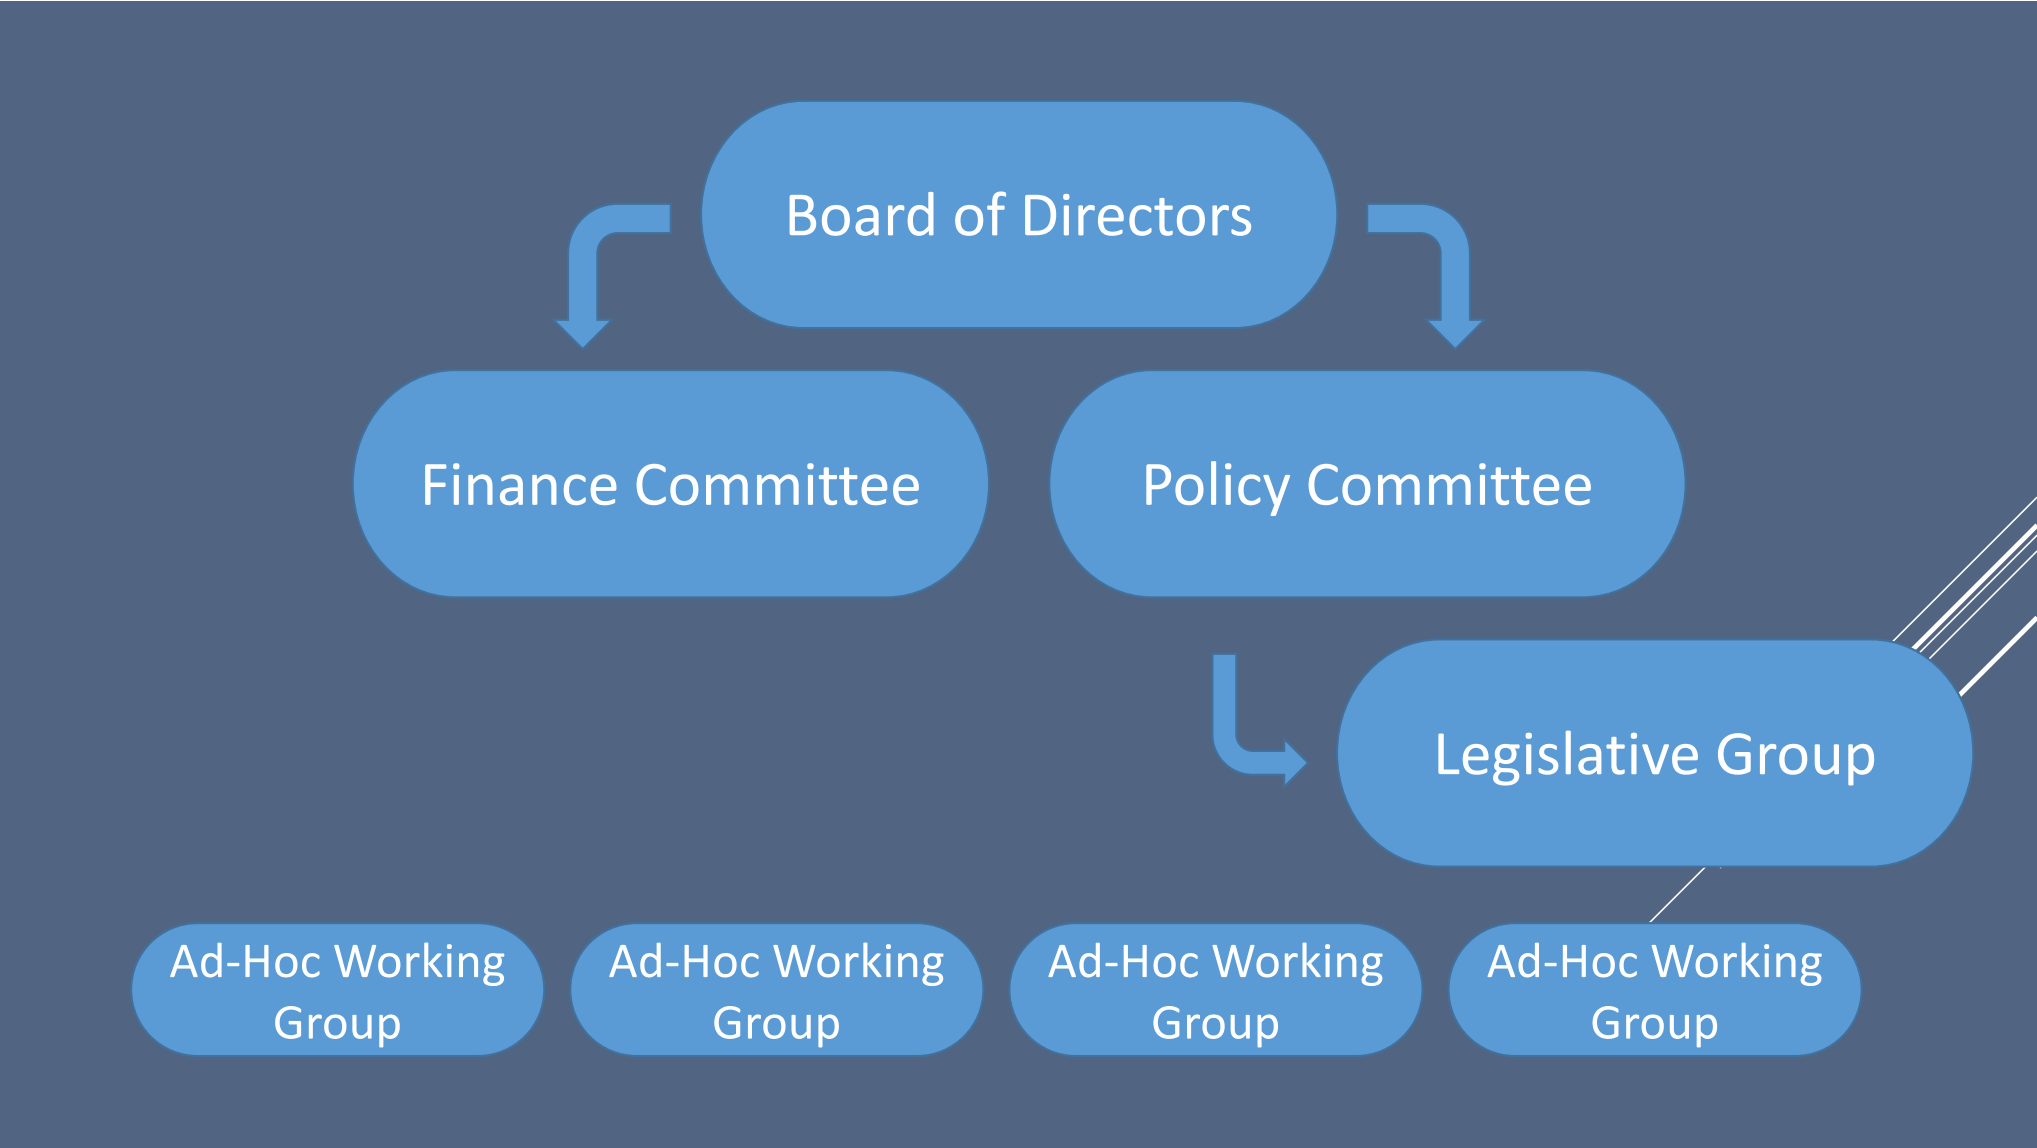 Board of Directors
Finance Committee
Policy Committee
Legislative Group
Ad-Hoc Working
Group
Ad-Hoc Working
Group
Ad-Hoc Working
Group
Ad-Hoc Working
Group